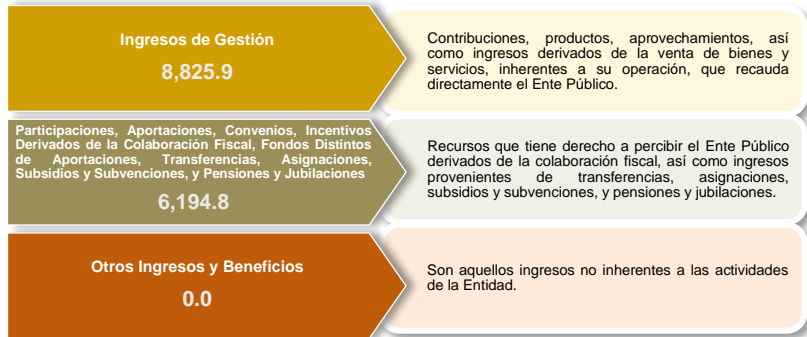 Ingresos de Gestión
8,825.9
Contribuciones, productos, aprovechamientos, así
como ingresos derivados de la venta de bienes y
servicios, inherentes a su operación, que recauda
directamente el Ente Público.
Participaciones, Aportaciones, Convenios, Incentivos
Derivados de la Colaboración Fiscal, Fondos Distintos
de Aportaciones, Transferencias, Asignaciones,
Subsidios y Subvenciones, y Pensiones y Jubilaciones
6,194.8
Recursos que tiene derecho a percibir el Ente Público
derivados de la colaboración fiscal, así como ingresos
provenientes de transferencias, asignaciones,
subsidios y subvenciones, y pensiones y jubilaciones.
Otros Ingresos y Beneficios
0.0
Son aquellos ingresos no inherentes a las actividades
de la Entidad.